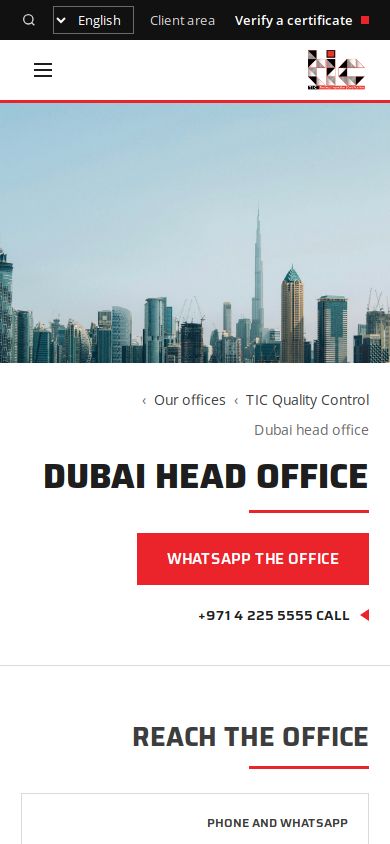 English
Client area
Verify a certificate
tic
TIC Quality Control ‹ Our offices ‹
Dubai head office
DUBAI HEAD OFFICE
WHATSAPP THE OFFICE
+971 4 225 5555 CALL
REACH THE OFFICE
PHONE AND WHATSAPP